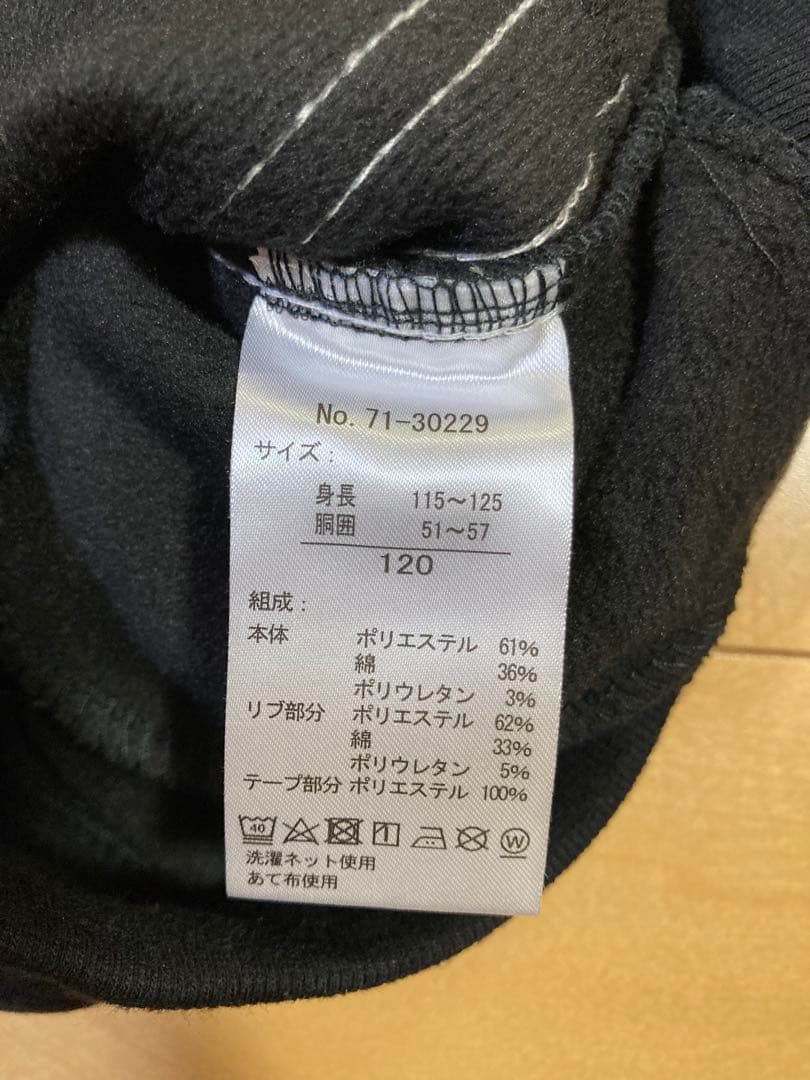 No. 71-30229
サイズ:
身長 115~125
胴囲 51~57
120
組成:
本体 ポリエステル 61%
綿 36%
ポリウレタン 3%
リブ部分 ポリエステル 62%
綿 33%
ポリウレタン 5%
テープ部分 ポリエステル 100%
40 W
洗濯ネット使用
あて布使用